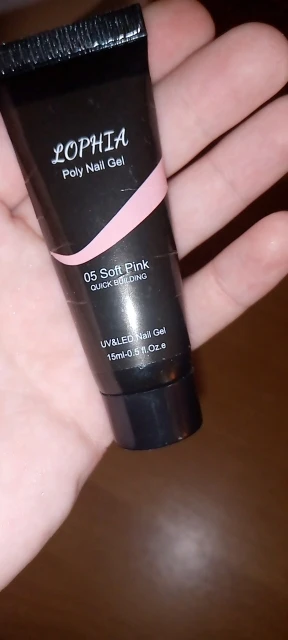 LOPHIA
Poly Nail Gel
05 Soft Pink
QUICK BUILDING
UV&LED Nail Gel
15ml-0.5 fl.Oz.e